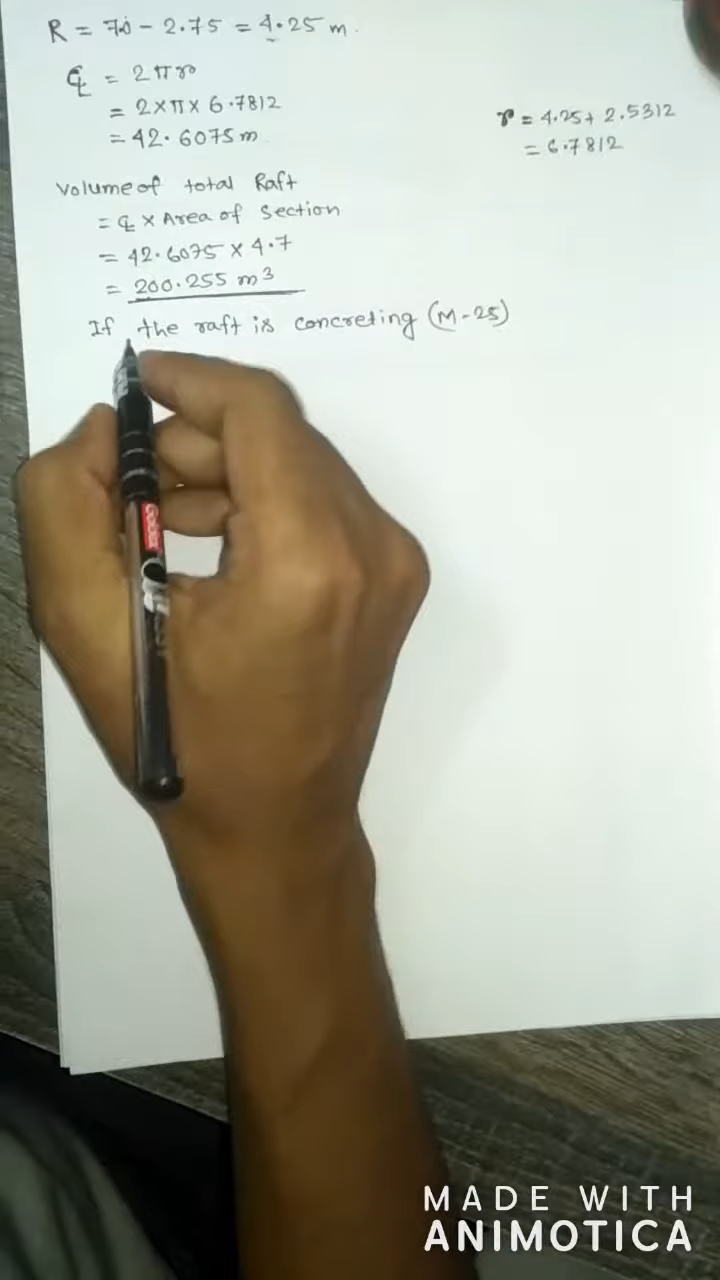 R = 7.0 - 2.75 = 4.25 m.
℄ = 2πr
= 2×π× 6.7812
= 42.6075 m
r = 4.25 + 2.5312
= 6.7812
Volume of total Raft
= ℄ × Area of Section
= 42.6075 × 4.7
= 200.255 m³
If the raft is concreting (M-25)
MADE WITH
ANIMOTICA